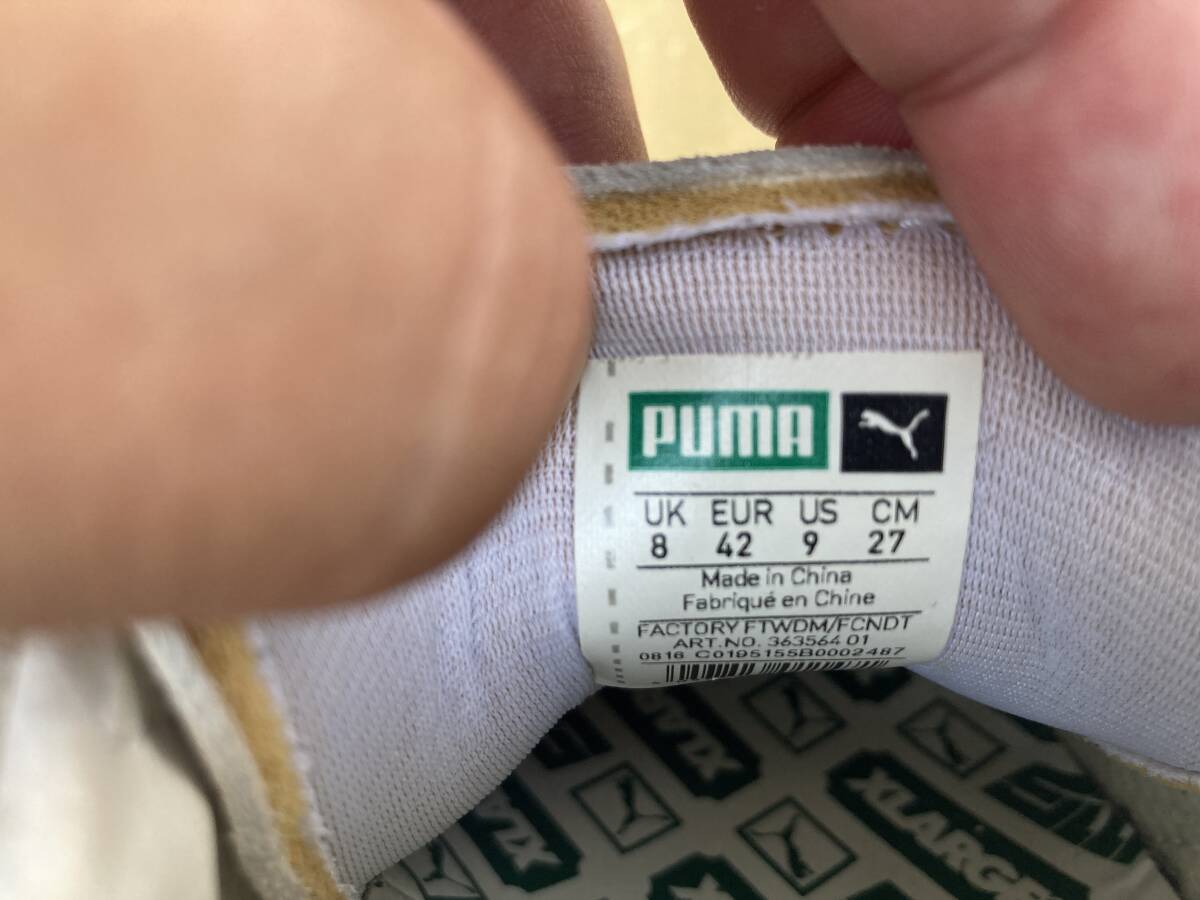 PUMA
UK EUR US CM
8 42 9 27
Made in China
Fabriqué en Chine
FACTORY FTWDM/FCNDT
ART.NO. 363564 01
0816 C0195155B0002487
XLARGE